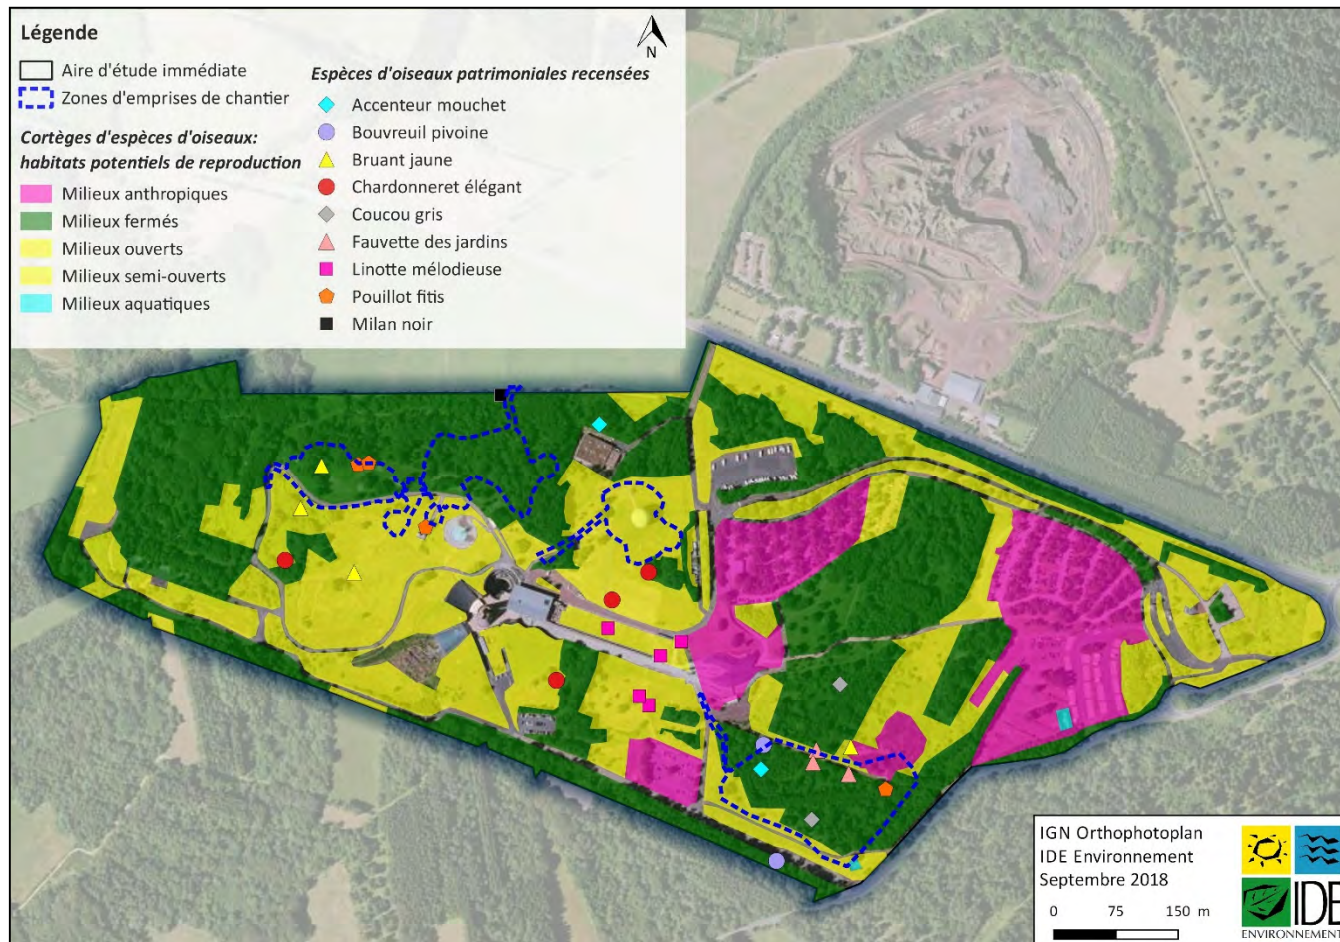 Légende
Aire d'étude immédiate
Zones d'emprises de chantier
Cortèges d'espèces d'oiseaux:
habitats potentiels de reproduction
Milieux anthropiques
Milieux fermés
Milieux ouverts
Milieux semi-ouverts
Milieux aquatiques
N
Espèces d'oiseaux patrimoniales recensées
Accenteur mouchet
Bouvreuil pivoine
Bruant jaune
Chardonneret élégant
Coucou gris
Fauvette des jardins
Linotte mélodieuse
Pouillot fitis
Milan noir
IGN Orthophotoplan
IDE Environnement
Septembre 2018
0 75 150 m
IDE
ENVIRONNEMENT